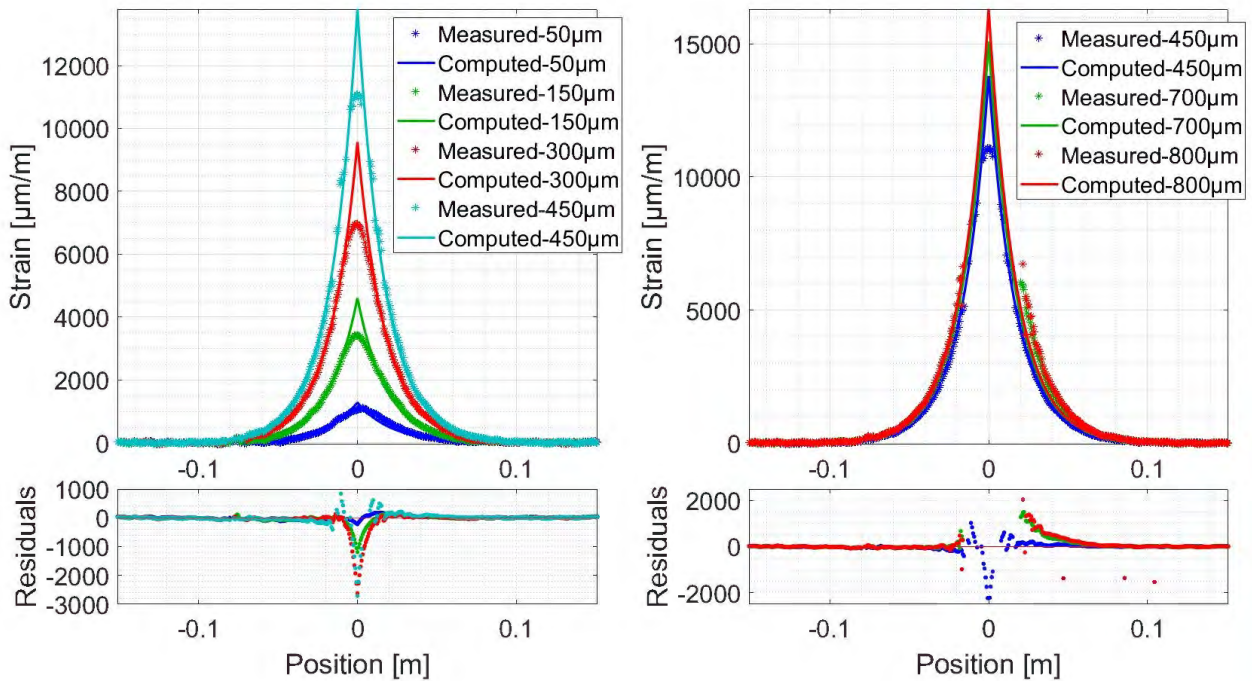 12000
10000
8000
6000
4000
2000
0
Strain [µm/m]
Measured-50µm
Computed-50µm
Measured-150µm
Computed-150µm
Measured-300µm
Computed-300µm
Measured-450µm
Computed-450µm
-0.1 0 0.1
1000
0
-1000
-2000
-3000
Residuals
-0.1 0 0.1
Position [m]
15000
10000
5000
0
Strain [µm/m]
Measured-450µm
Computed-450µm
Measured-700µm
Computed-700µm
Measured-800µm
Computed-800µm
-0.1 0 0.1
2000
0
-2000
Residuals
-0.1 0 0.1
Position [m]